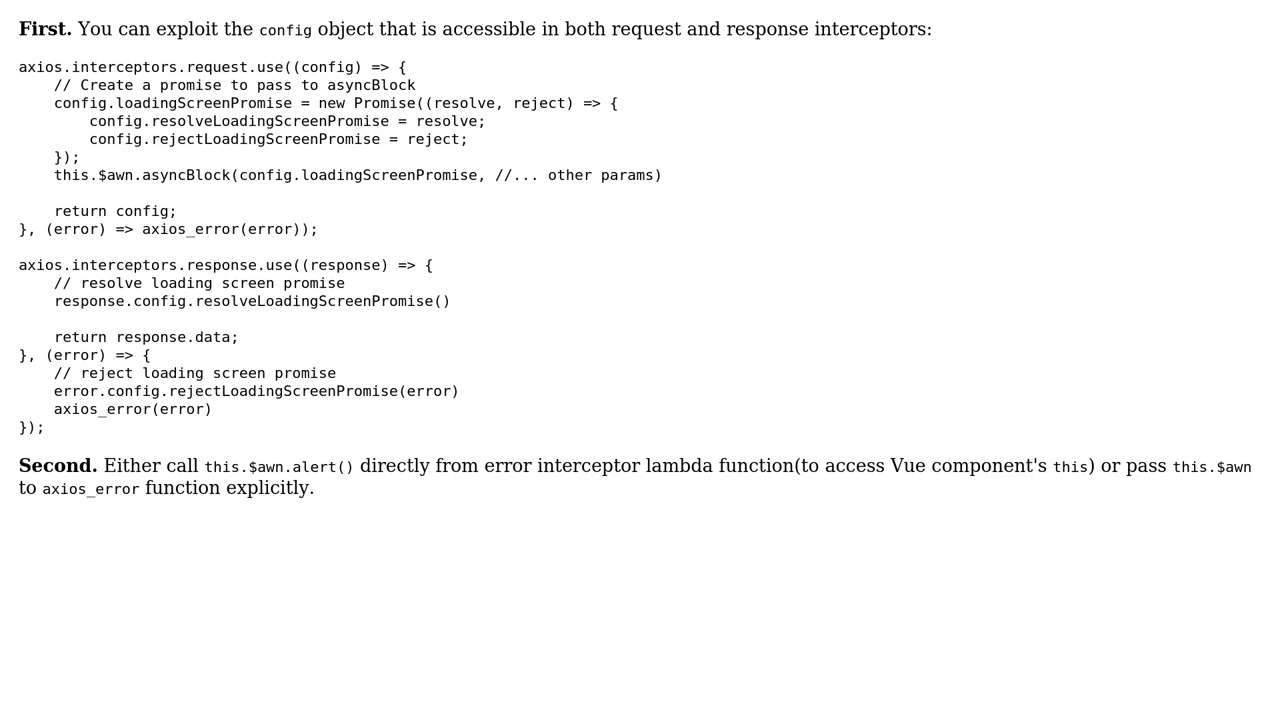 First. You can exploit the config object that is accessible in both request and response interceptors:
axios.interceptors.request.use((config) => {
    // Create a promise to pass to asyncBlock
    config.loadingScreenPromise = new Promise((resolve, reject) => {
        config.resolveLoadingScreenPromise = resolve;
        config.rejectLoadingScreenPromise = reject;
    });
    this.$awn.asyncBlock(config.loadingScreenPromise, //... other params)

    return config;
}, (error) => axios_error(error));

axios.interceptors.response.use((response) => {
    // resolve loading screen promise
    response.config.resolveLoadingScreenPromise()

    return response.data;
}, (error) => {
    // reject loading screen promise
    error.config.rejectLoadingScreenPromise(error)
    axios_error(error)
});
Second. Either call this.$awn.alert() directly from error interceptor lambda function(to access Vue component's this) or pass this.$awn
to axios_error function explicitly.